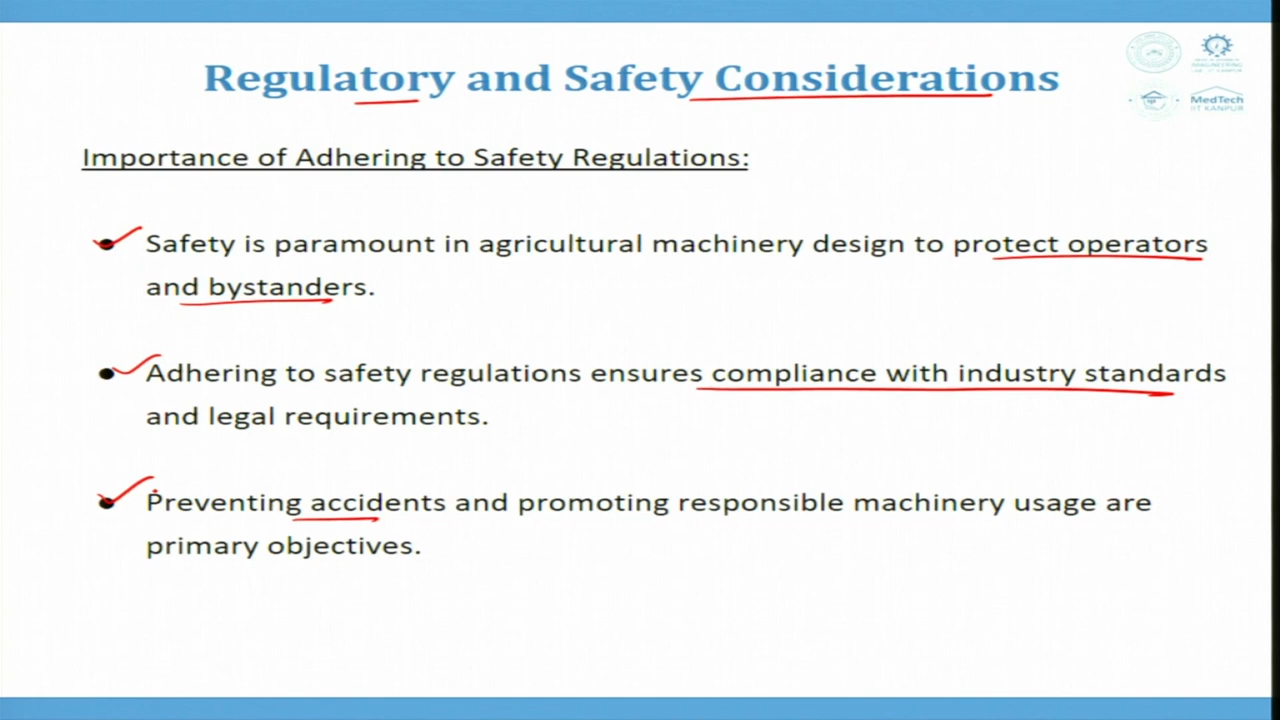 Regulatory and Safety Considerations
MedTech
IIT KANPUR
Importance of Adhering to Safety Regulations:
● Safety is paramount in agricultural machinery design to protect operators
and bystanders.
● Adhering to safety regulations ensures compliance with industry standards
and legal requirements.
● Preventing accidents and promoting responsible machinery usage are
primary objectives.